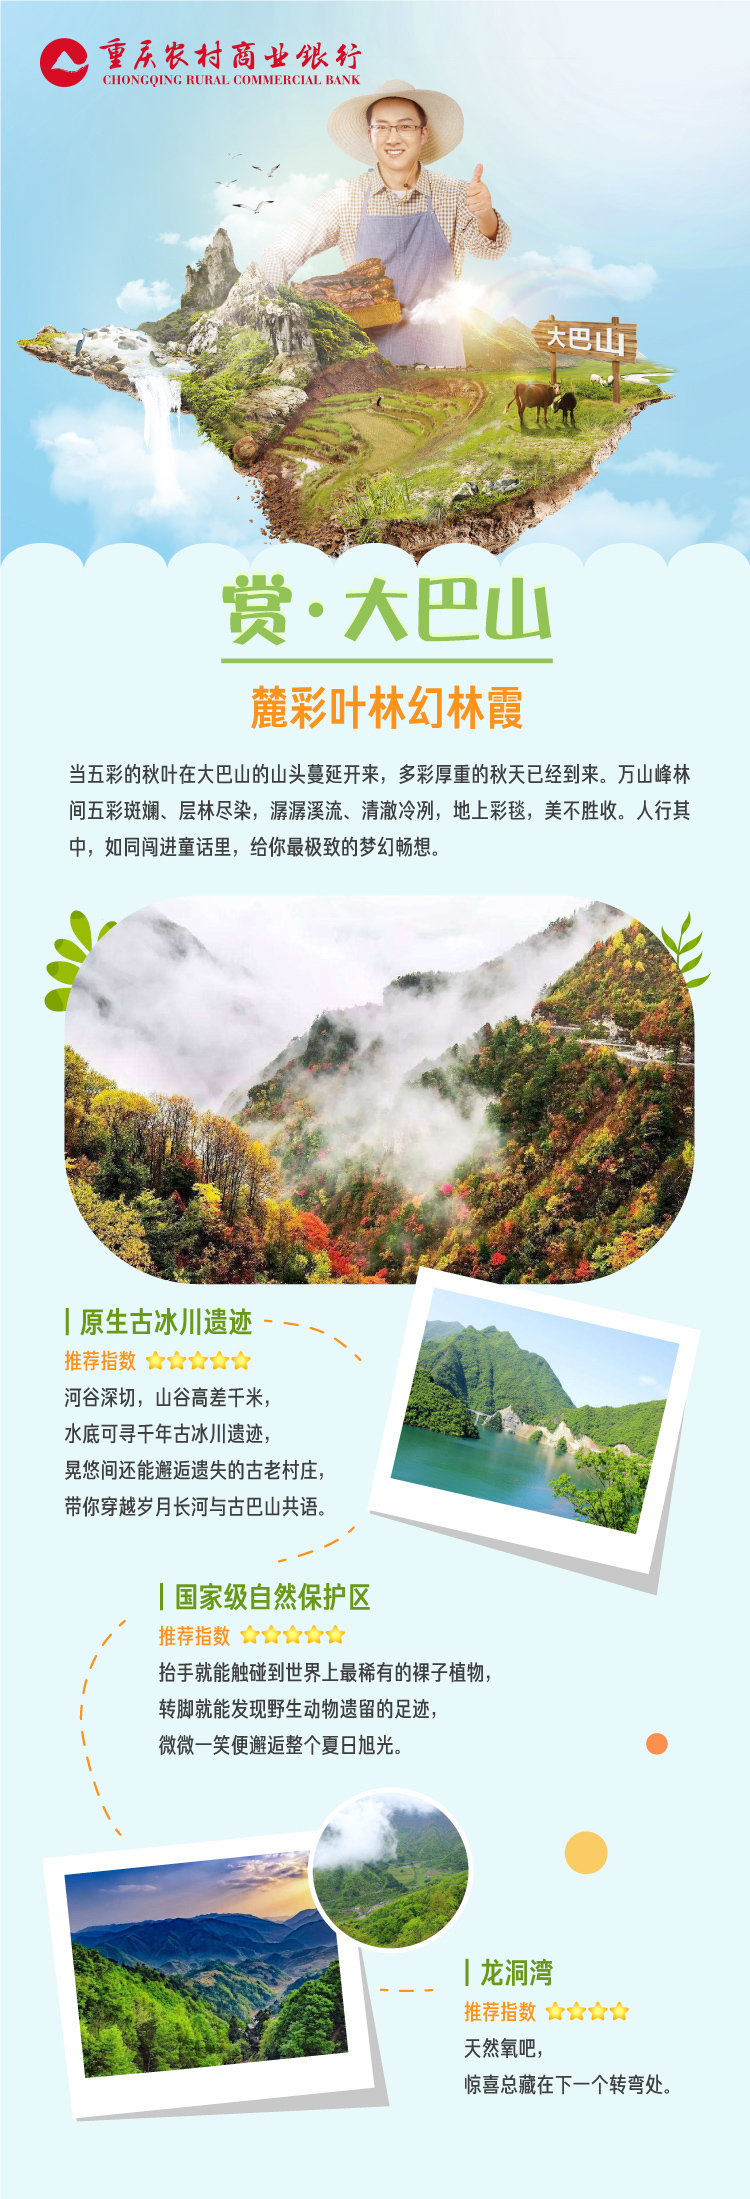 重庆农村商业银行
CHONGQING RURAL COMMERCIAL BANK
大巴山
赏·大巴山
麓彩叶林幻林霞
当五彩的秋叶在大巴山的山头蔓延开来，多彩厚重的秋天已经到来。万山峰林
间五彩斑斓、层林尽染，潺潺溪流、清澈冷冽，地上彩毯，美不胜收。人行其
中，如同闯进童话里，给你最极致的梦幻畅想。
原生古冰川遗迹
推荐指数
河谷深切，山谷高差千米，
水底可寻千年古冰川遗迹，
晃悠间还能邂逅遗失的古老村庄，
带你穿越岁月长河与古巴山共语。
国家级自然保护区
推荐指数
抬手就能触碰到世界上最稀有的裸子植物，
转脚就能发现野生动物遗留的足迹，
微微一笑便邂逅整个夏日旭光。
龙洞湾
推荐指数
天然氧吧，
惊喜总藏在下一个转弯处。